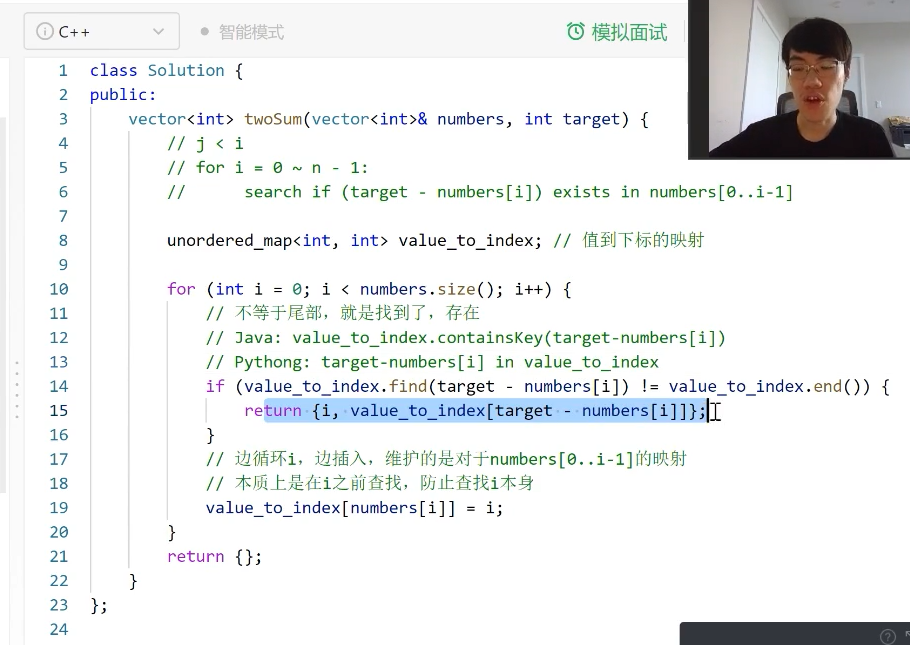 C++
智能模式
模拟面试
1 class Solution {
2 public:
3 vector<int> twoSum(vector<int>& numbers, int target) {
4 // j < i
5 // for i = 0 ~ n - 1:
6 // search if (target - numbers[i]) exists in numbers[0..i-1]
7
8 unordered_map<int, int> value_to_index; // 值到下标的映射
9
10 for (int i = 0; i < numbers.size(); i++) {
11 // 不等于尾部，就是找到了，存在
12 // Java: value_to_index.containsKey(target-numbers[i])
13 // Pythong: target-numbers[i] in value_to_index
14 if (value_to_index.find(target - numbers[i]) != value_to_index.end()) {
15 return {i, value_to_index[target - numbers[i]]};
16 }
17 // 边循环i，边插入，维护的是对于numbers[0..i-1]的映射
18 // 木质上是在i之前查找，防止查找i木身
19 value_to_index[numbers[i]] = i;
20 }
21 return {};
22 }
23 };
24